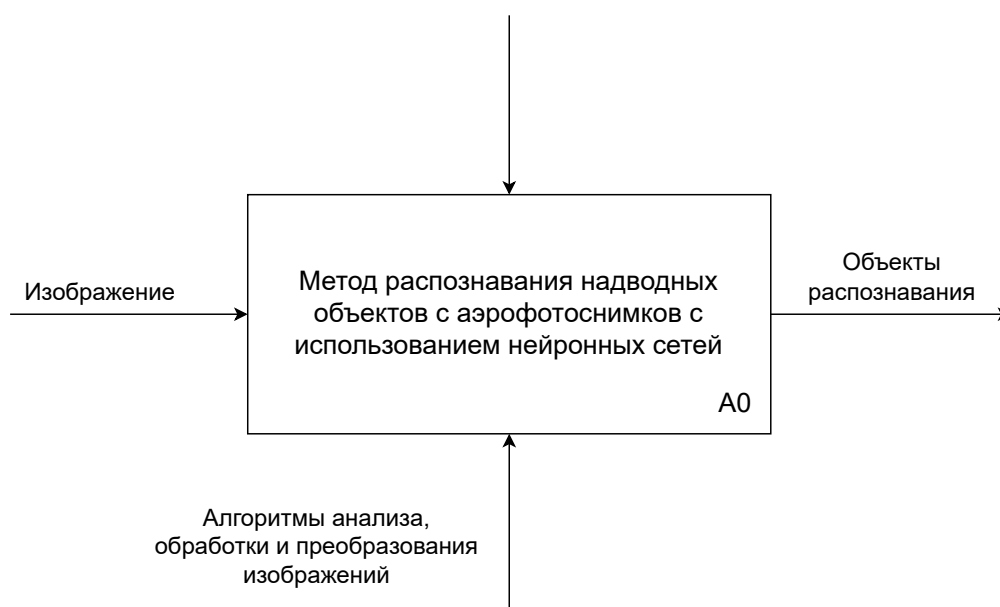 Изображение
Метод распознавания надводных
объектов с аэрофотоснимков с
использованием нейронных сетей
A0
Объекты
распознавания
Алгоритмы анализа,
обработки и преобразования
изображений